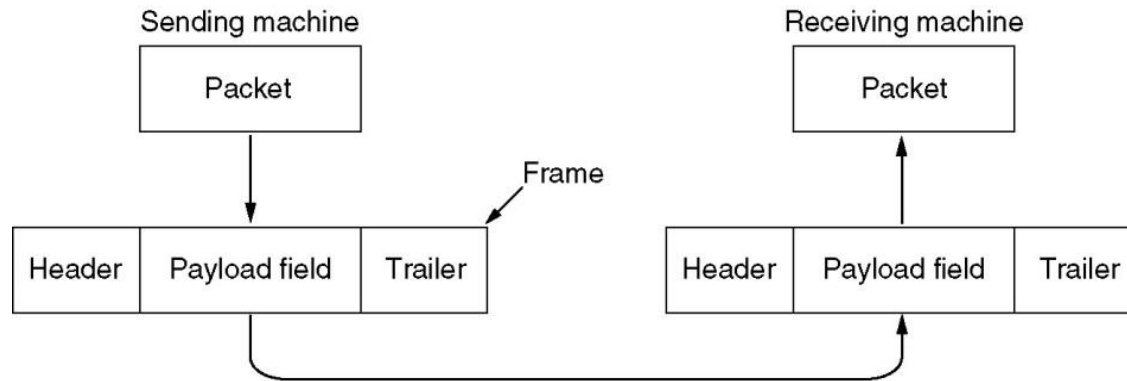 Sending machine
Receiving machine
Packet
Packet
Frame
Header
Payload field
Trailer
Header
Payload field
Trailer